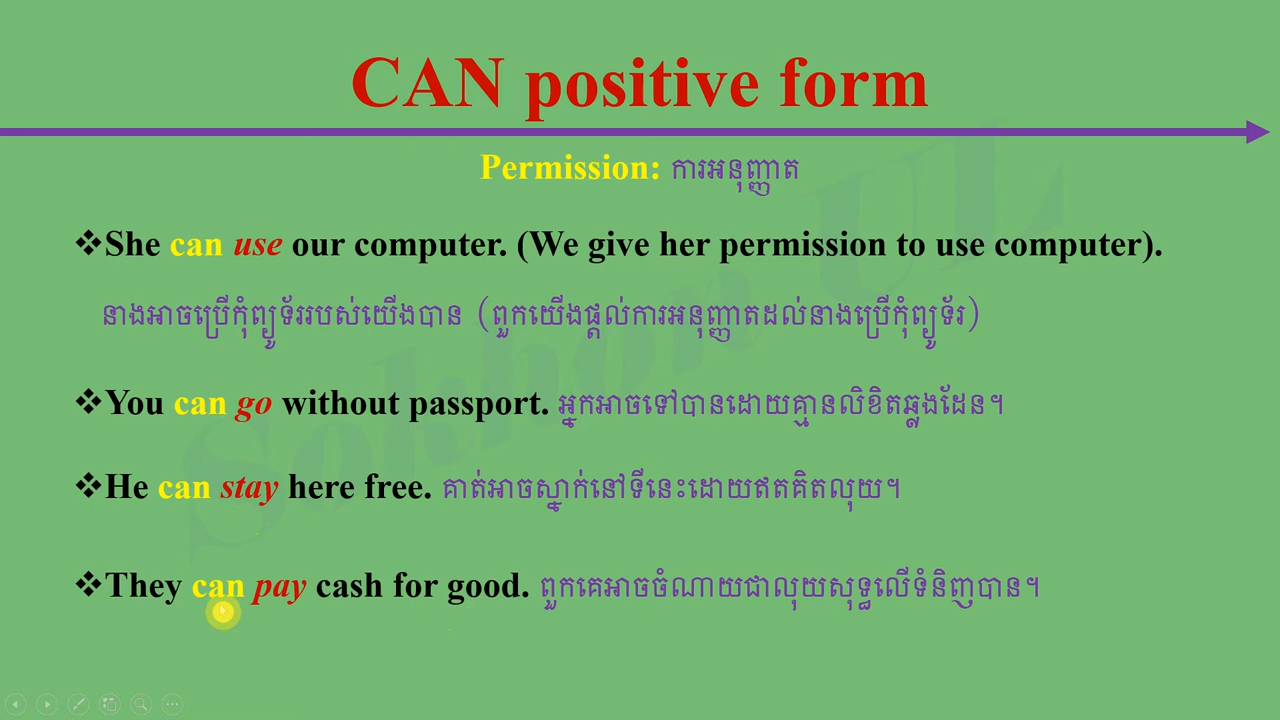 CAN positive form
Permission: ការអនុញ្ញាត
❖She can use our computer. (We give her permission to use computer).
នាងអាចប្រើកុំព្យូទ័ររបស់យើងបាន (ពួកយើងផ្តល់ការអនុញ្ញាតដល់នាងប្រើកុំព្យូទ័រ)
❖You can go without passport. អ្នកអាចទៅបានដោយគ្មានលិខិតឆ្លងដែន។
❖He can stay here free. គាត់អាចស្នាក់នៅទីនេះដោយឥតគិតលុយ។
❖They can pay cash for good. ពួកគេអាចចំណាយជាលុយសុទ្ធលើទំនិញបាន។
Sokhon UL